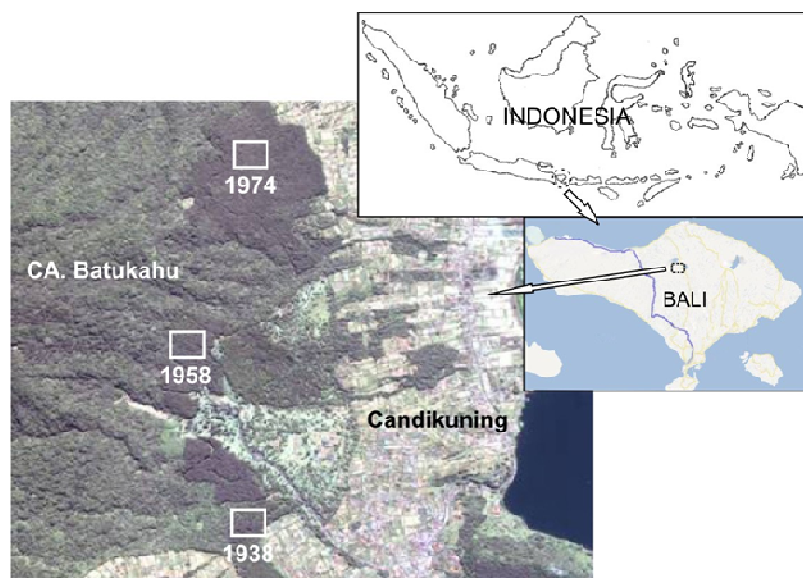 INDONESIA
1974
CA. Batukahu
BALI
1958
Candikuning
1938